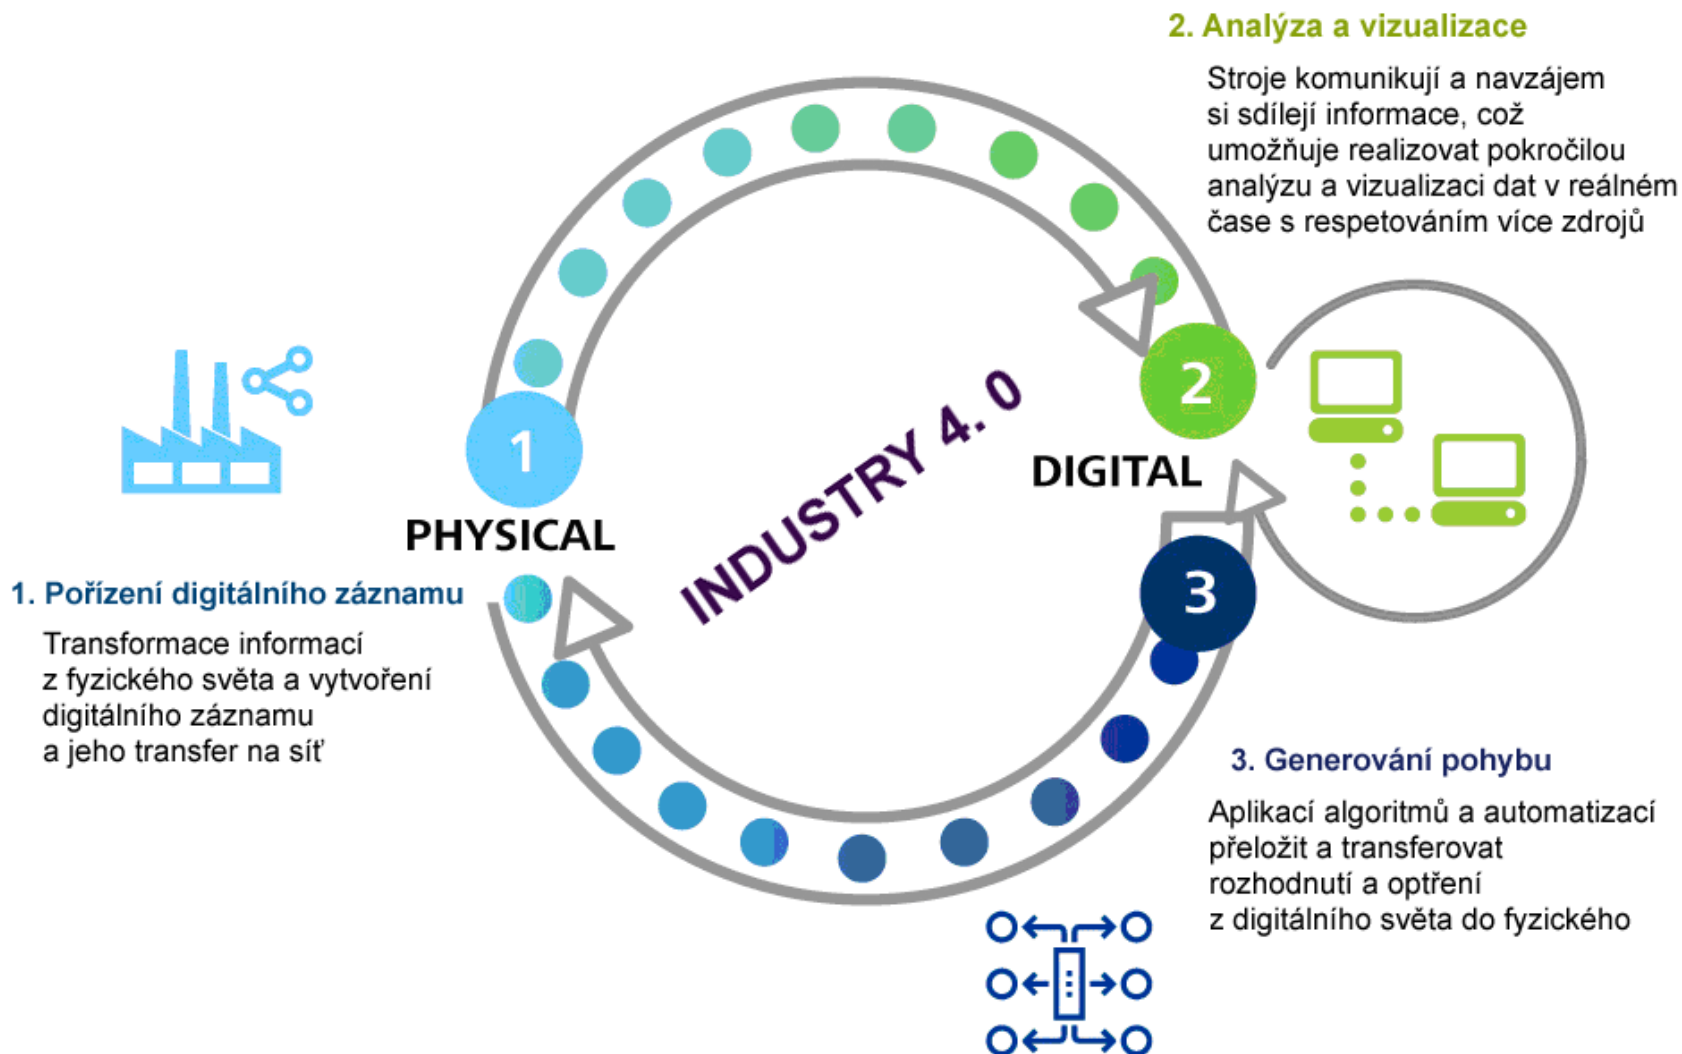 2. Analýza a vizualizace
Stroje komunikují a navzájem
si sdílejí informace, což
umožňuje realizovat pokročilou
analýzu a vizualizaci dat v reálném
čase s respetováním více zdrojů
1
PHYSICAL
INDUSTRY 4. 0
2
DIGITAL
3
1. Pořízení digitálního záznamu
Transformace informací
z fyzického světa a vytvoření
digitálního záznamu
a jeho transfer na síť
3. Generování pohybu
Aplikací algoritmů a automatizací
přeložit a transferovat
rozhodnutí a optření
z digitálního světa do fyzického